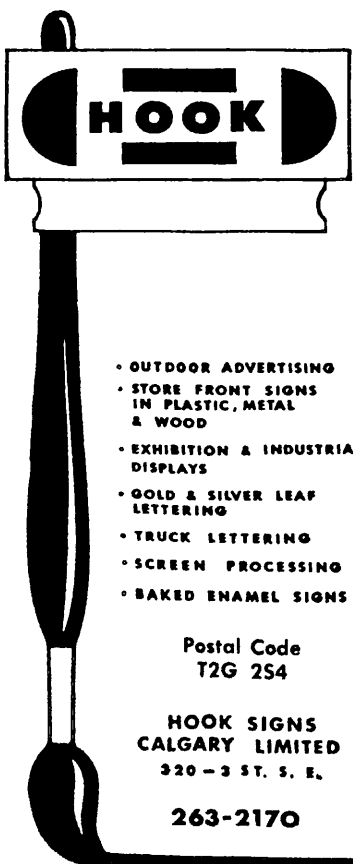 HOOK
• OUTDOOR ADVERTISING
• STORE FRONT SIGNS
IN PLASTIC, METAL
& WOOD
• EXHIBITION & INDUSTRIA
DISPLAYS
• GOLD & SILVER LEAF
LETTERING
• TRUCK LETTERING
• SCREEN PROCESSING
• BAKED ENAMEL SIGNS
Postal Code
T2G 2S4
HOOK SIGNS
CALGARY LIMITED
320 – 3 ST. S. E.
263-2170